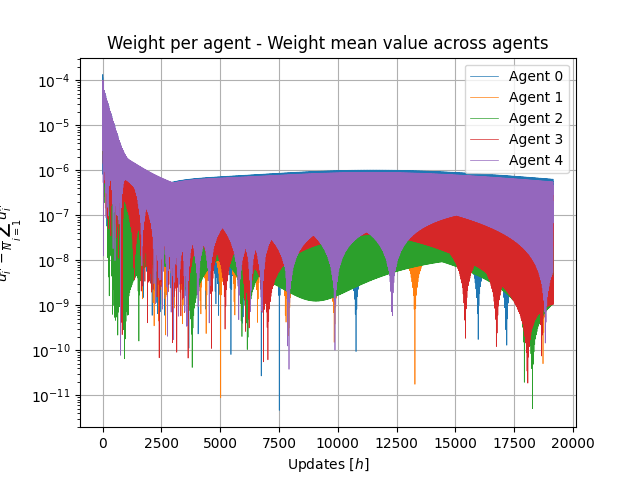 Weight per agent - Weight mean value across agents
Agent 0
Agent 1
Agent 2
Agent 3
Agent 4
10⁻⁴
10⁻⁵
10⁻⁶
10⁻⁷
10⁻⁸
10⁻⁹
10⁻¹⁰
10⁻¹¹
0 2500 5000 7500 10000 12500 15000 17500 20000
Updates [h]